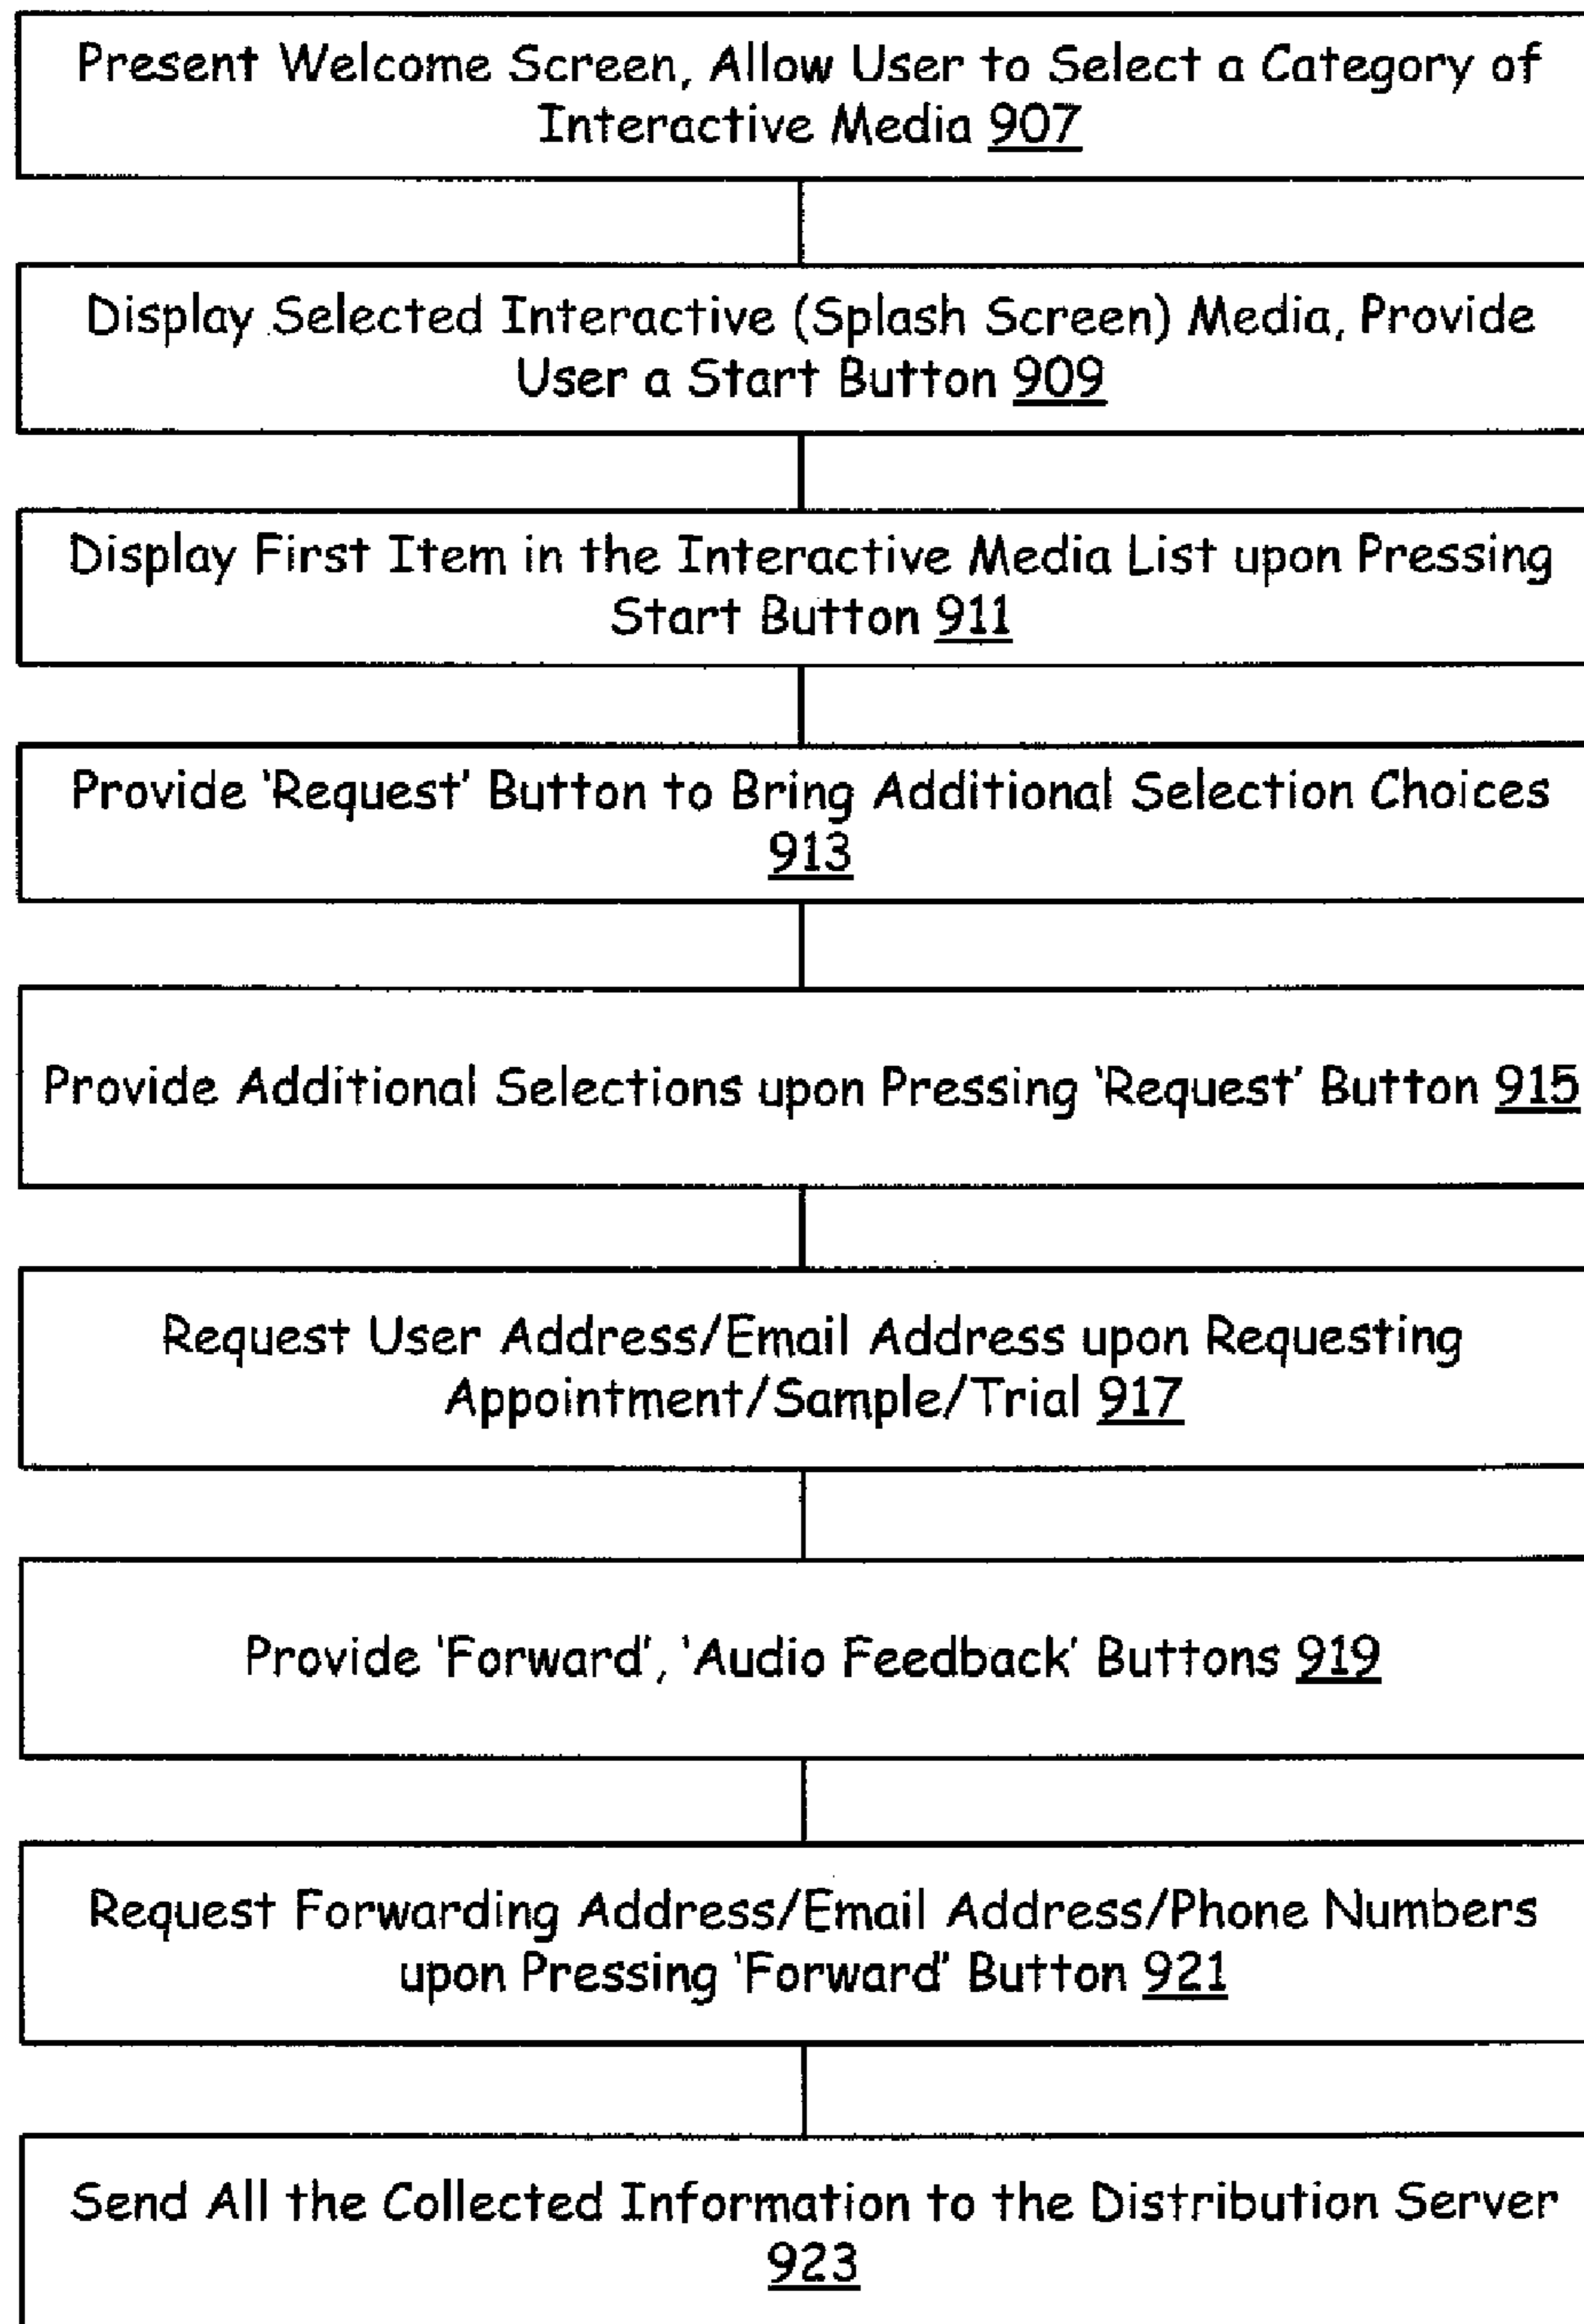 Present Welcome Screen, Allow User to Select a Category of
Interactive Media 907
Display Selected Interactive (Splash Screen) Media, Provide
User a Start Button 909
Display First Item in the Interactive Media List upon Pressing
Start Button 911
Provide 'Request' Button to Bring Additional Selection Choices
913
Provide Additional Selections upon Pressing 'Request' Button 915
Request User Address/Email Address upon Requesting
Appointment/Sample/Trial 917
Provide 'Forward', 'Audio Feedback' Buttons 919
Request Forwarding Address/Email Address/Phone Numbers
upon Pressing 'Forward' Button 921
Send All the Collected Information to the Distribution Server
923